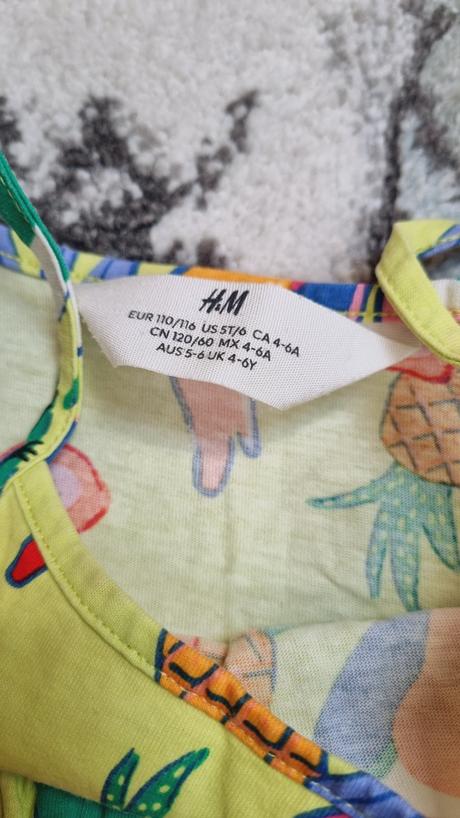 H&M
EUR 110/116 US 5T/6 CA 4-6A
CN 120/60 MX 4-6A
AUS 5-6 UK 4-6Y